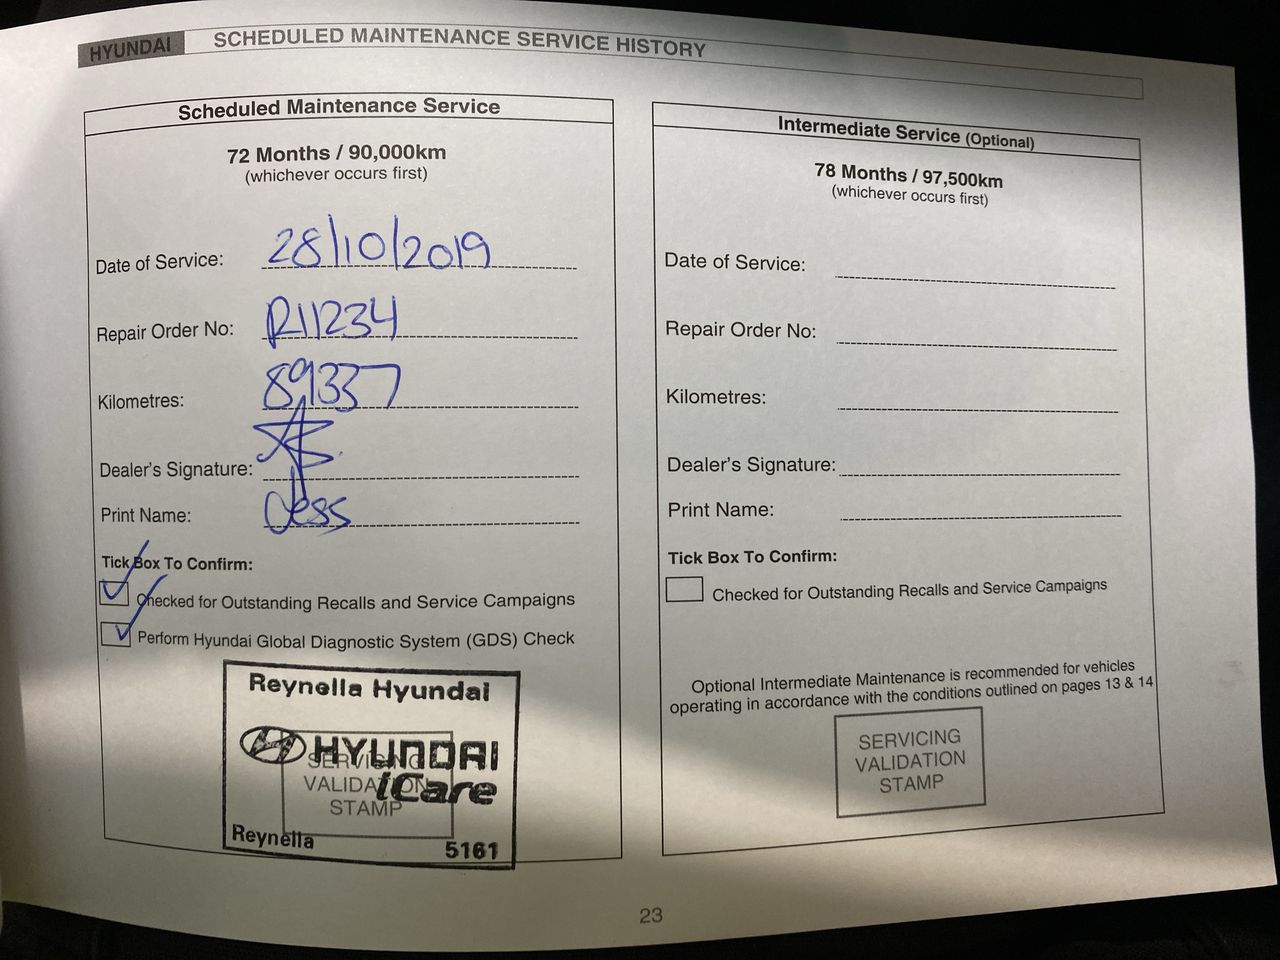 HYUNDAI SCHEDULED MAINTENANCE SERVICE HISTORY
Scheduled Maintenance Service
72 Months / 90,000km
(whichever occurs first)
Date of Service: 28/10/2019
Repair Order No: R11234
Kilometres: 89337
Dealer's Signature:
Print Name: Jess
Tick Box To Confirm:
Checked for Outstanding Recalls and Service Campaigns
Perform Hyundai Global Diagnostic System (GDS) Check
Reynella Hyundai
HYUNDAI
iCare
SERVICING
VALIDATION
STAMP
Reynella 5161
Intermediate Service (Optional)
78 Months / 97,500km
(whichever occurs first)
Date of Service:
Repair Order No:
Kilometres:
Dealer's Signature:
Print Name:
Tick Box To Confirm:
Checked for Outstanding Recalls and Service Campaigns
Optional Intermediate Maintenance is recommended for vehicles
operating in accordance with the conditions outlined on pages 13 & 14
SERVICING
VALIDATION
STAMP
23